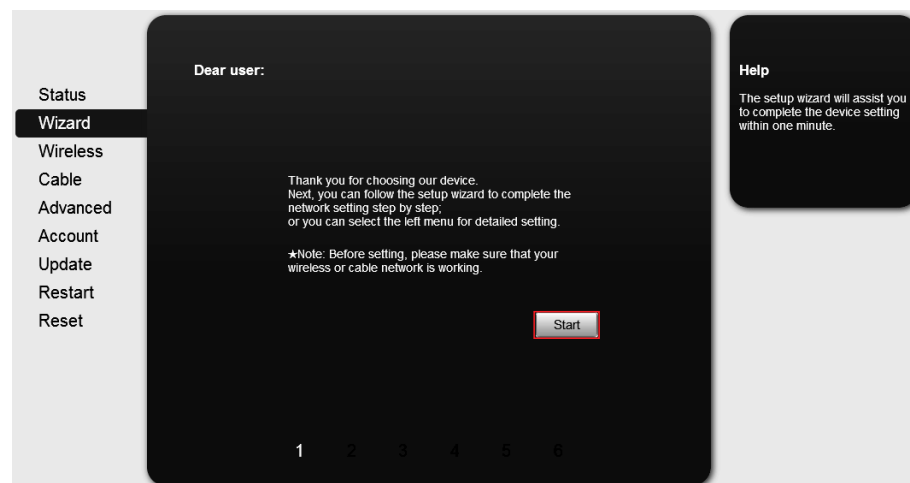 Status
Wizard
Wireless
Cable
Advanced
Account
Update
Restart
Reset
Dear user:
Thank you for choosing our device.
Next, you can follow the setup wizard to complete the
network setting step by step;
or you can select the left menu for detailed setting.
★Note: Before setting, please make sure that your
wireless or cable network is working.
Start
1 2 3 4 5 6
Help
The setup wizard will assist you
to complete the device setting
within one minute.